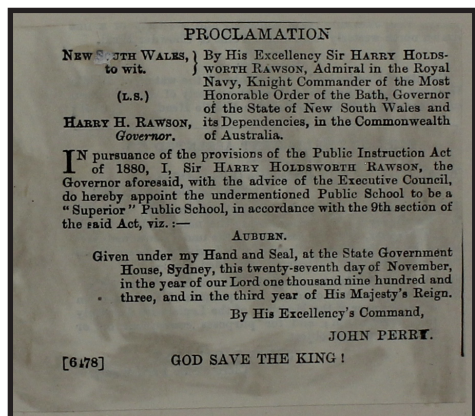 PROCLAMATION
NEW SOUTH WALES, } By His Excellency Sir HARRY HOLDS-
to wit. WORTH RAWSON, Admiral in the Royal
Navy, Knight Commander of the Most
(L.S.) Honorable Order of the Bath, Governor
of the State of New South Wales and
HARRY H. RAWSON, its Dependencies, in the Commonwealth
Governor. of Australia.
IN pursuance of the provisions of the Public Instruction Act
of 1880, I, Sir HARRY HOLDSWORTH RAWSON, the
Governor aforesaid, with the advice of the Executive Council,
do hereby appoint the undermentioned Public School to be a
"Superior" Public School, in accordance with the 9th section of
the said Act, viz. :—
AUBURN.
Given under my Hand and Seal, at the State Government
House, Sydney, this twenty-seventh day of November,
in the year of our Lord one thousand nine hundred and
three, and in the third year of His Majesty's Reign.
By His Excellency's Command,
JOHN PERRY.
GOD SAVE THE KING !